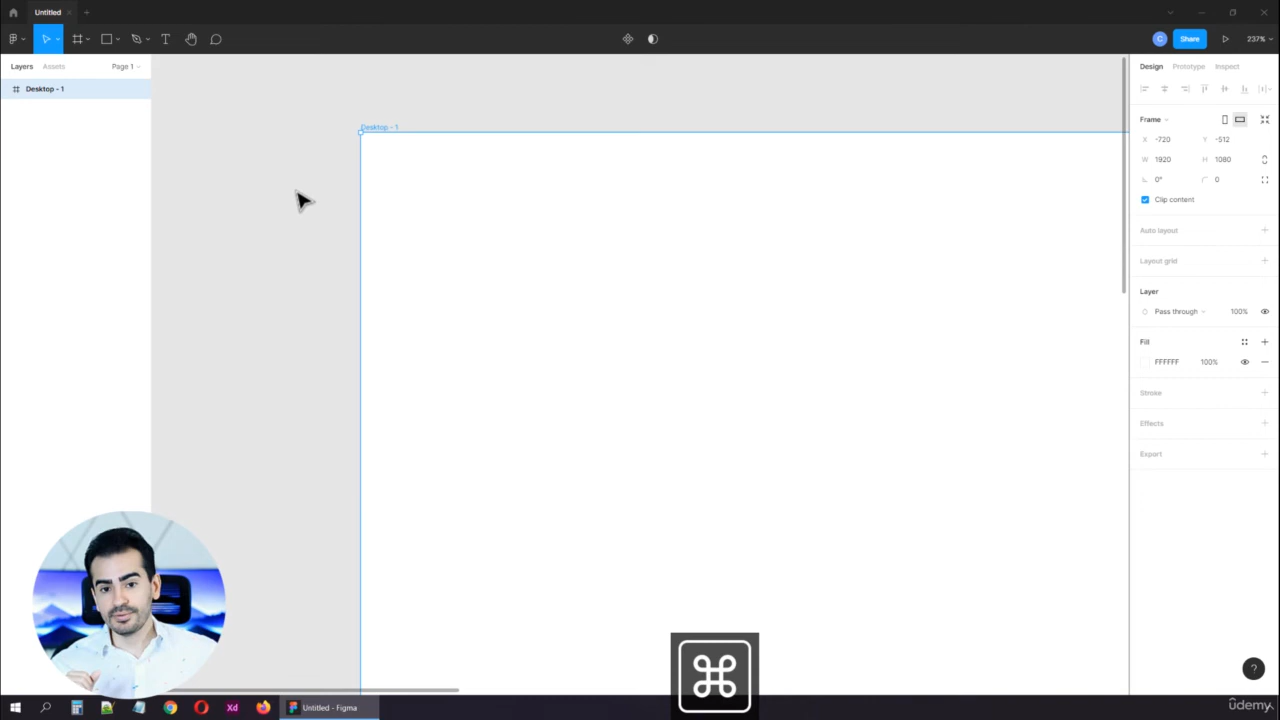 Untitled
Share
237%
Layers Assets Page 1
Design Prototype Inspect
Desktop - 1
Desktop - 1
Frame
X -720 Y -512
W 1920 H 1080
0° 0
Clip content
Auto layout
Layout grid
Layer
Pass through 100%
Fill
FFFFFF 100%
Stroke
Effects
Export
C
T
?
Xd
Untitled - Figma
ûdemy